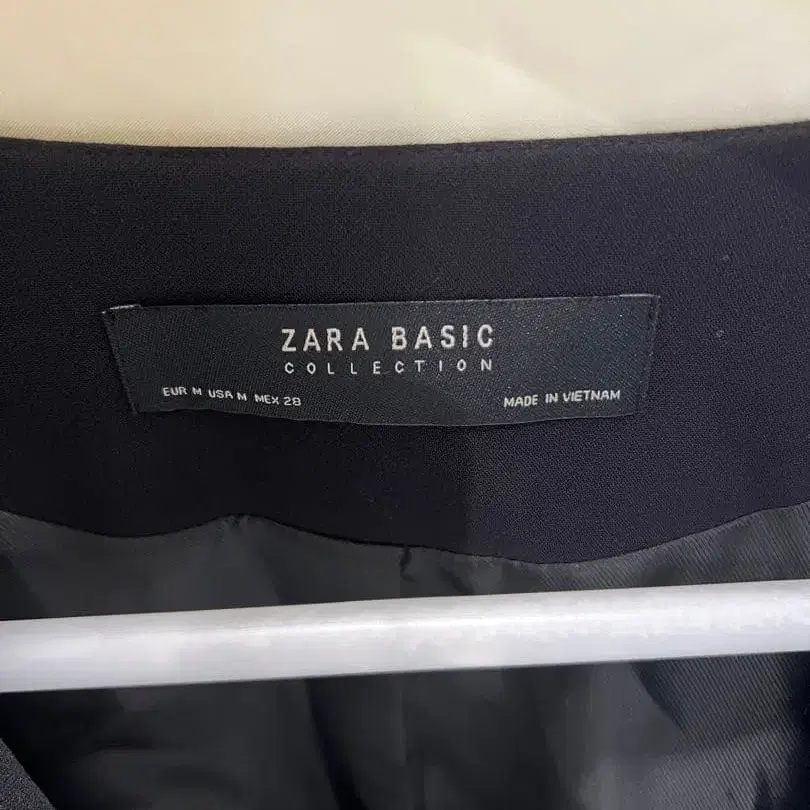 ZARA BASIC
COLLECTION
EUR M USA M MEX 28
MADE IN VIETNAM